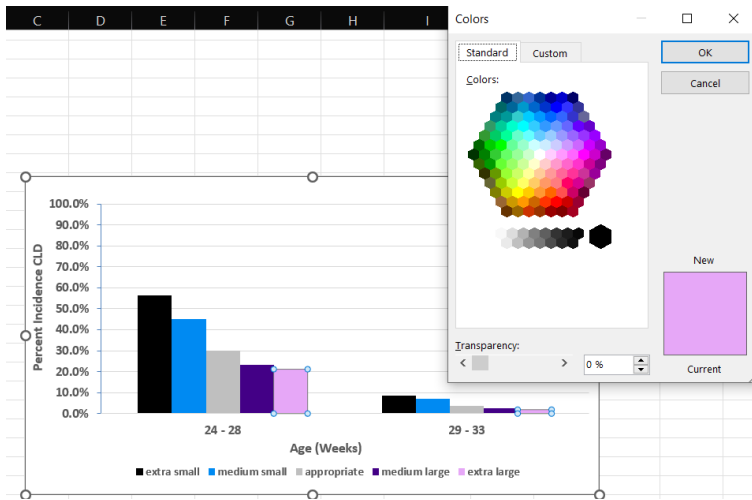 C D E F G H I
Colors
Standard Custom
OK
Cancel
Colors:
100.0%
90.0%
80.0%
70.0%
60.0%
50.0%
40.0%
30.0%
20.0%
10.0%
0.0%
Percent Incidence CLD
24 - 28 29 - 33
Age (Weeks)
extra small medium small appropriate medium large extra large
New
Transparency:
0 %
Current